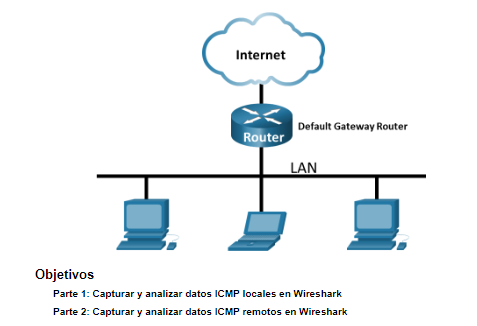 Internet
Default Gateway Router
Router
LAN
Objetivos
Parte 1: Capturar y analizar datos ICMP locales en Wireshark
Parte 2: Capturar y analizar datos ICMP remotos en Wireshark